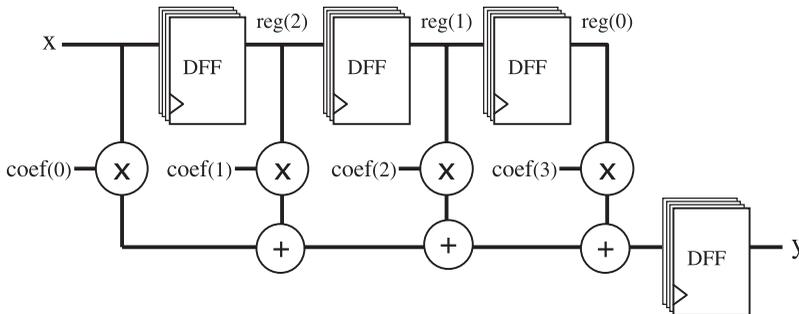 reg(2) reg(1) reg(0)
x DFF DFF DFF
coef(0) x coef(1) x coef(2) x coef(3) x
+ + +
DFF y